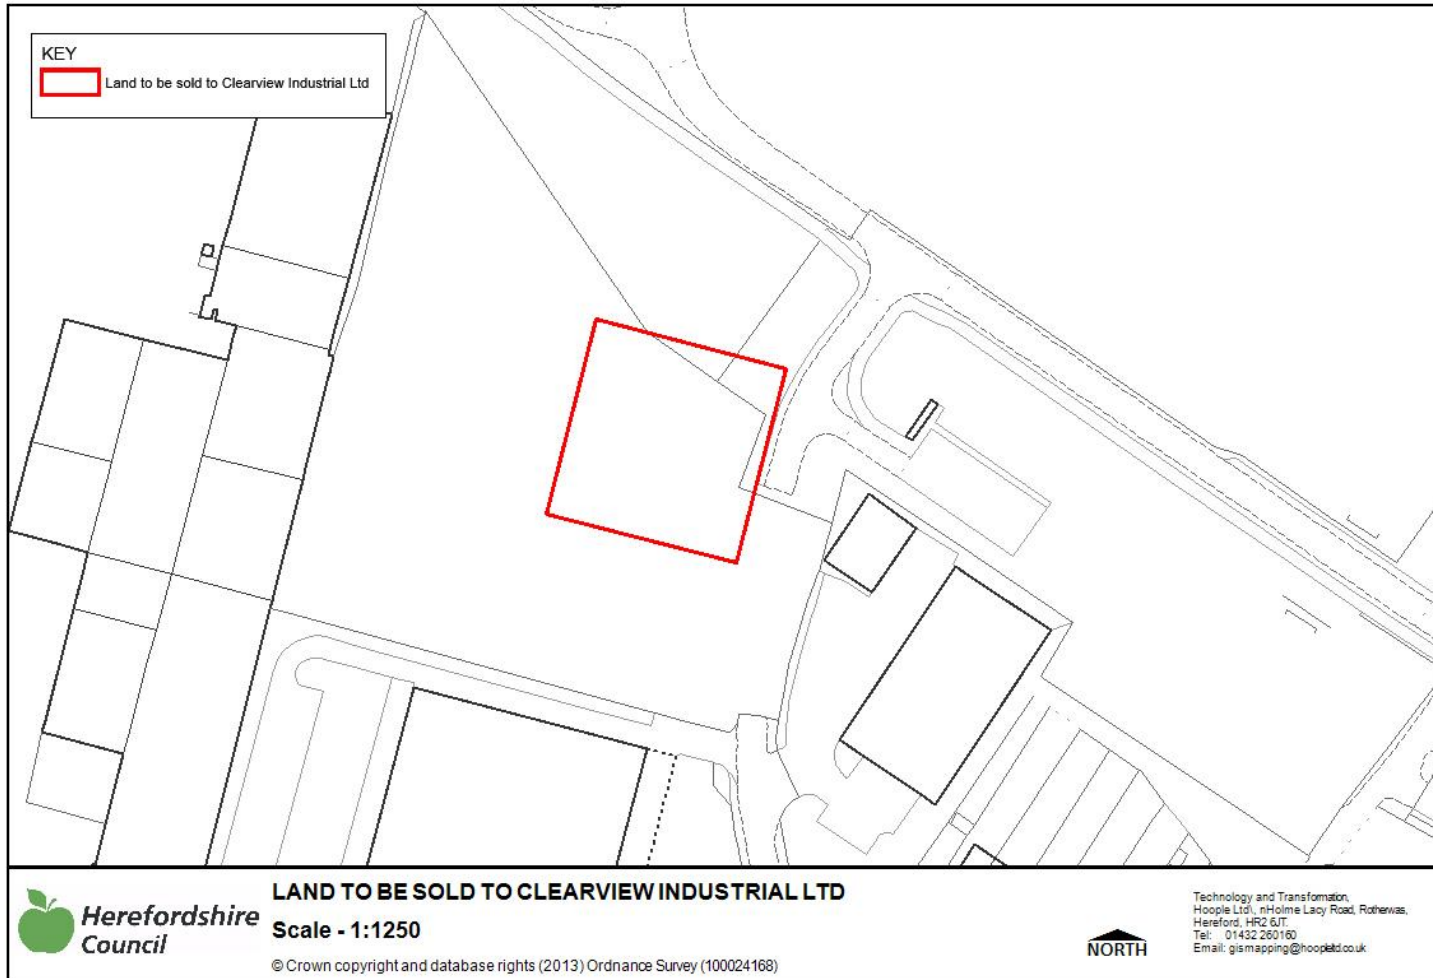 KEY
Land to be sold to Clearview Industrial Ltd
Herefordshire
Council
LAND TO BE SOLD TO CLEARVIEW INDUSTRIAL LTD
Scale - 1:1250
© Crown copyright and database rights (2013) Ordnance Survey (100024168)
NORTH
Technology and Transformation,
Hoople Ltd\, nHolme Lacy Road, Rotherwas,
Hereford, HR2 6JT.
Tel: 01432 260160
Email: gismapping@hoopleltd.co.uk